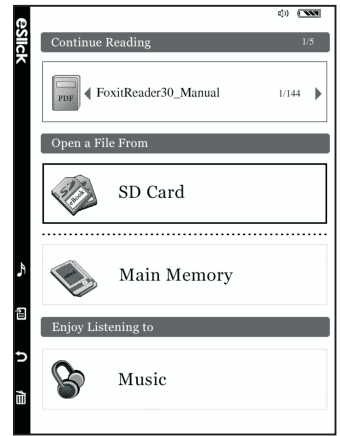 eSlick
Continue Reading 1/5
PDF
FoxitReader30_Manual 1/144
Open a File From
SD
eBook
SD Card
Main Memory
Enjoy Listening to
Music